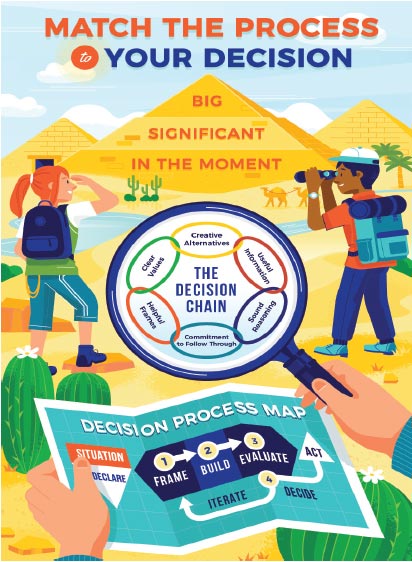 MATCH THE PROCESS
to YOUR DECISION
BIG
SIGNIFICANT
IN THE MOMENT
Creative
Alternatives
Clear
Values
Useful
Information
THE
DECISION
CHAIN
Helpful
Frames
Sound
Reasoning
Commitment
to Follow Through
DECISION PROCESS MAP
SITUATION
DECLARE
1
FRAME
2
BUILD
3
EVALUATE
ACT
4
ITERATE
DECIDE